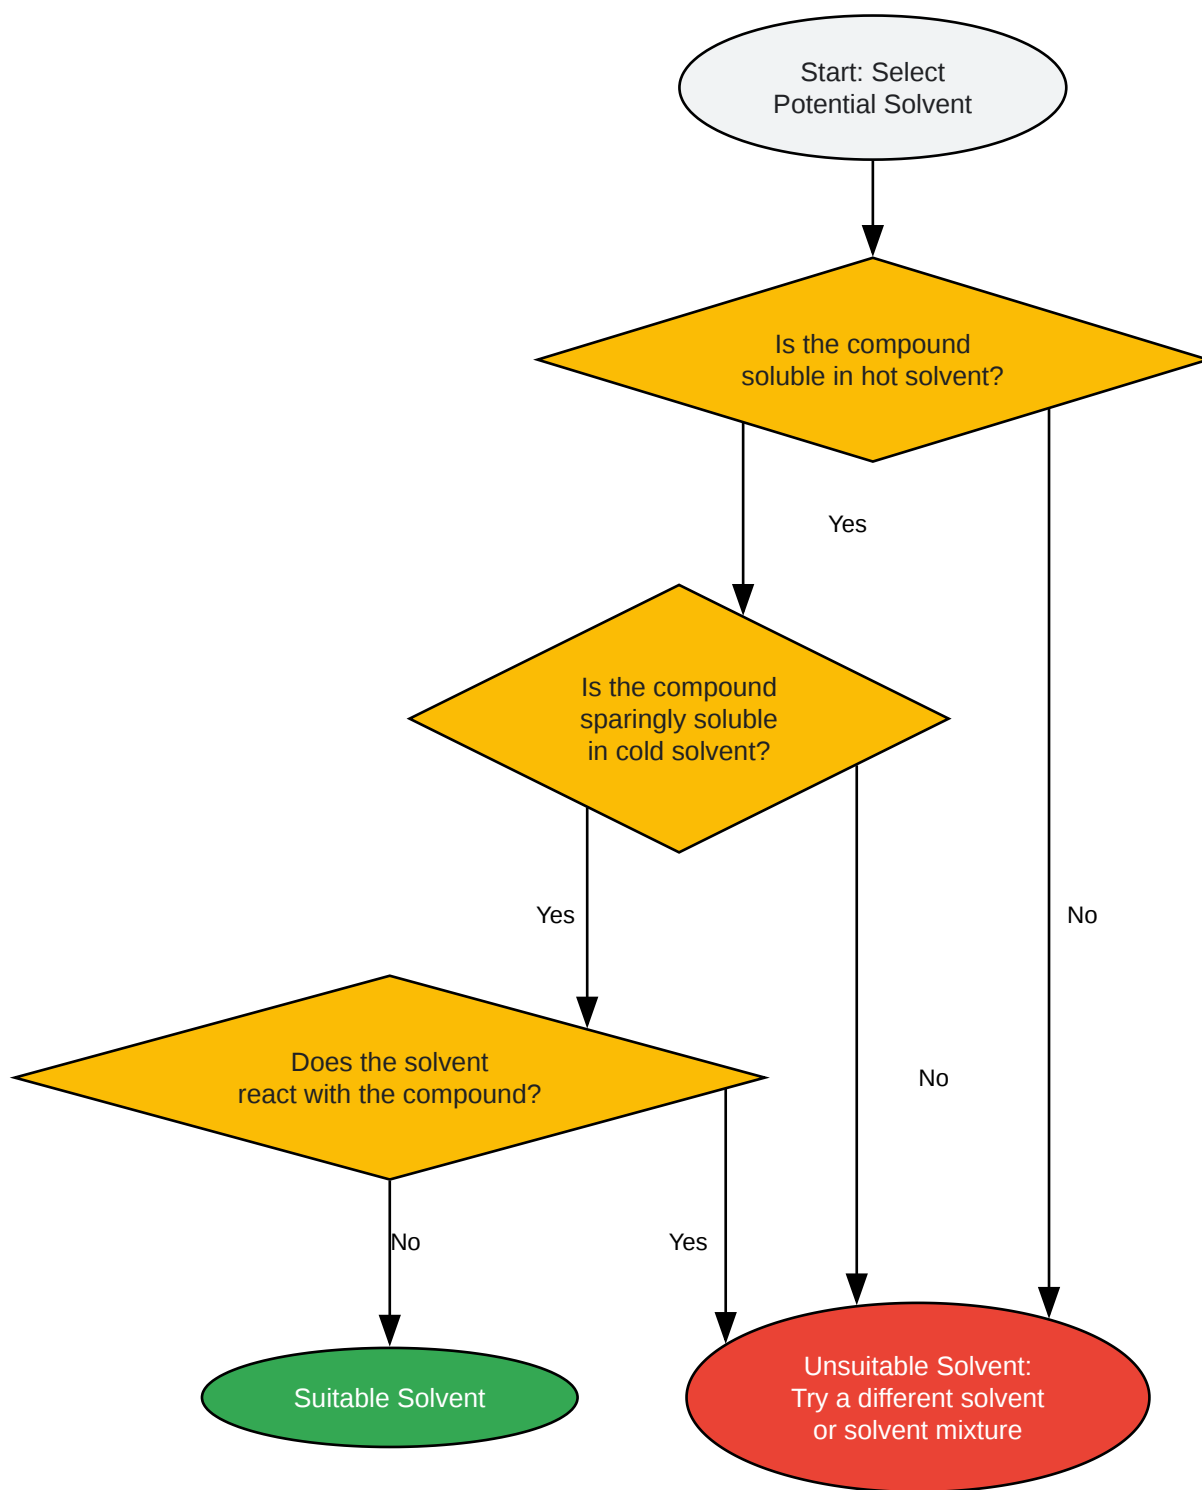 Start: Select
Potential Solvent
Is the compound
soluble in hot solvent?
Yes
Is the compound
sparingly soluble
in cold solvent?
Yes
No
Does the solvent
react with the compound?
No
No
Yes
Suitable Solvent
Unsuitable Solvent:
Try a different solvent
or solvent mixture